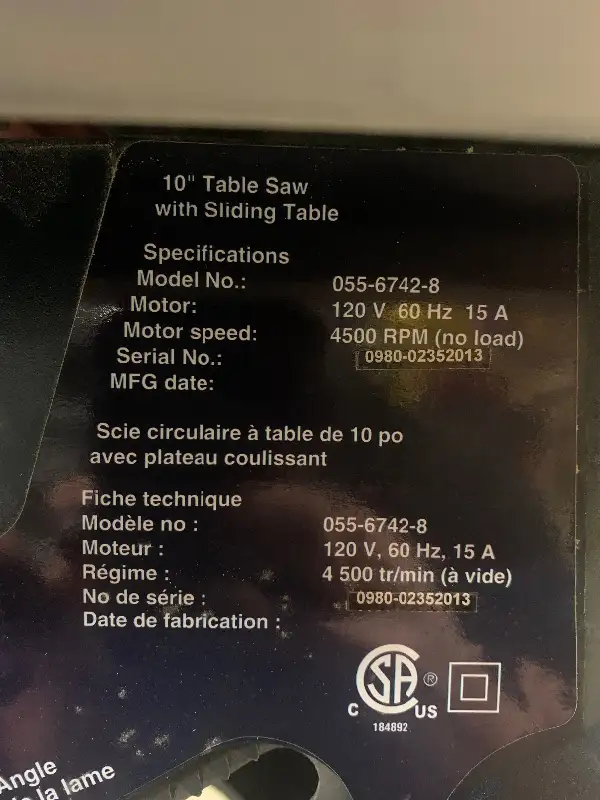 10" Table Saw
with Sliding Table
Specifications
Model No.: 055-6742-8
Motor: 120 V 60 Hz 15 A
Motor speed: 4500 RPM (no load)
Serial No.: 0980-02352013
MFG date:
Scie circulaire à table de 10 po
avec plateau coulissant
Fiche technique
Modèle no : 055-6742-8
Moteur : 120 V, 60 Hz, 15 A
Régime : 4 500 tr/min (à vide)
No de série : 0980-02352013
Date de fabrication :
CSA ®
C US
184892
Angle
la lame